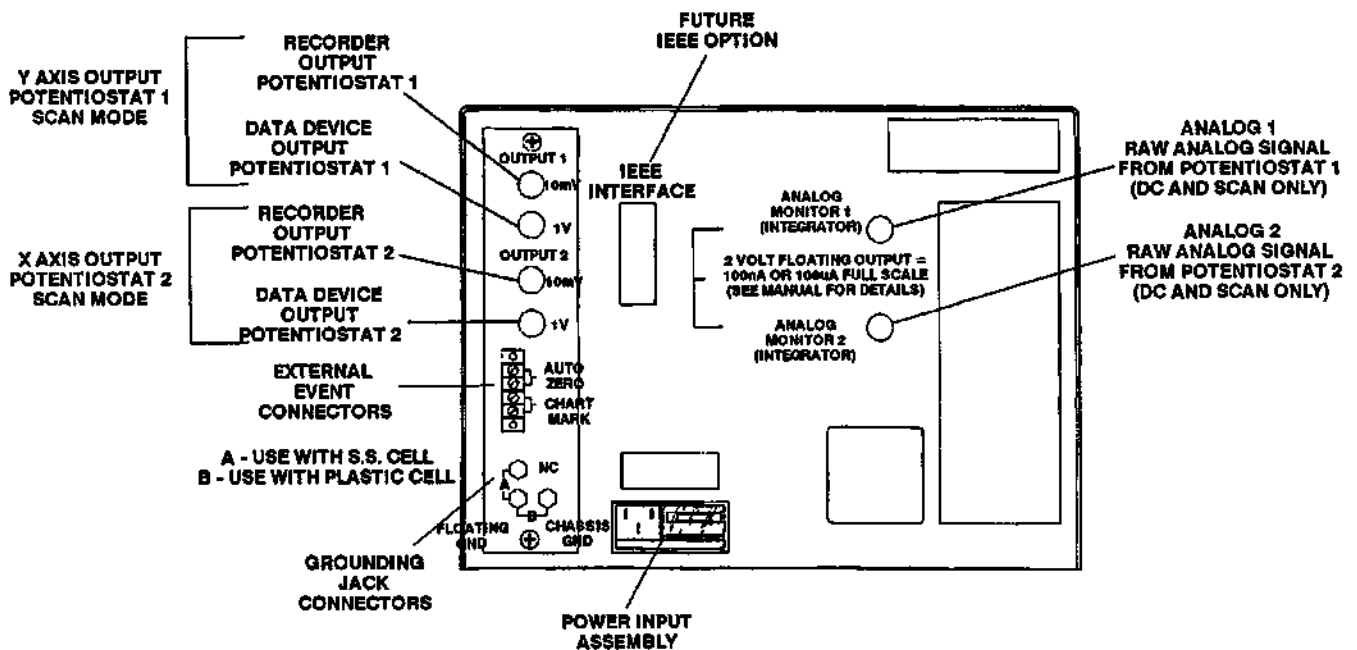 FUTURE
IEEE OPTION
RECORDER
OUTPUT
POTENTIOSTAT 1
Y AXIS OUTPUT
POTENTIOSTAT 1
SCAN MODE
DATA DEVICE
OUTPUT
POTENTIOSTAT 1
RECORDER
OUTPUT
POTENTIOSTAT 2
X AXIS OUTPUT
POTENTIOSTAT 2
SCAN MODE
DATA DEVICE
OUTPUT
POTENTIOSTAT 2
EXTERNAL
EVENT
CONNECTORS
A - USE WITH S.S. CELL
B - USE WITH PLASTIC CELL
GROUNDING
JACK
CONNECTORS
OUTPUT 1
10mV
1V
OUTPUT 2
10mV
1V
AUTO
ZERO
CHART
MARK
NC
A
B
FLOATING
GND
CHASSIS
GND
IEEE
INTERFACE
ANALOG
MONITOR 1
(INTEGRATOR)
2 VOLT FLOATING OUTPUT =
100nA OR 100uA FULL SCALE
(SEE MANUAL FOR DETAILS)
ANALOG
MONITOR 2
(INTEGRATOR)
ANALOG 1
RAW ANALOG SIGNAL
FROM POTENTIOSTAT 1
(DC AND SCAN ONLY)
ANALOG 2
RAW ANALOG SIGNAL
FROM POTENTIOSTAT 2
(DC AND SCAN ONLY)
POWER INPUT
ASSEMBLY